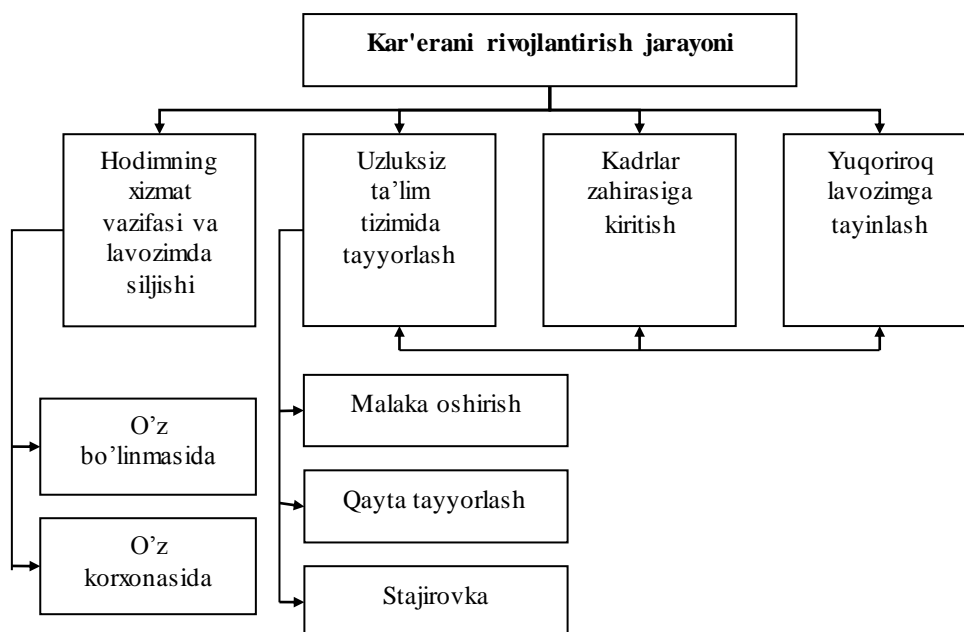 Kar'erani rivojlantirish jarayoni
Hodimning
xizmat
vazifasi va
lavozimda
siljishi
Uzluksiz
ta’lim
tizimida
tayyorlash
Kadrlar
zahirasiga
kiritish
Yuqoriroq
lavozimga
tayinlash
O’z
bo’linmasida
O’z
korxonasida
Malaka oshirish
Qayta tayyorlash
Stajirovka